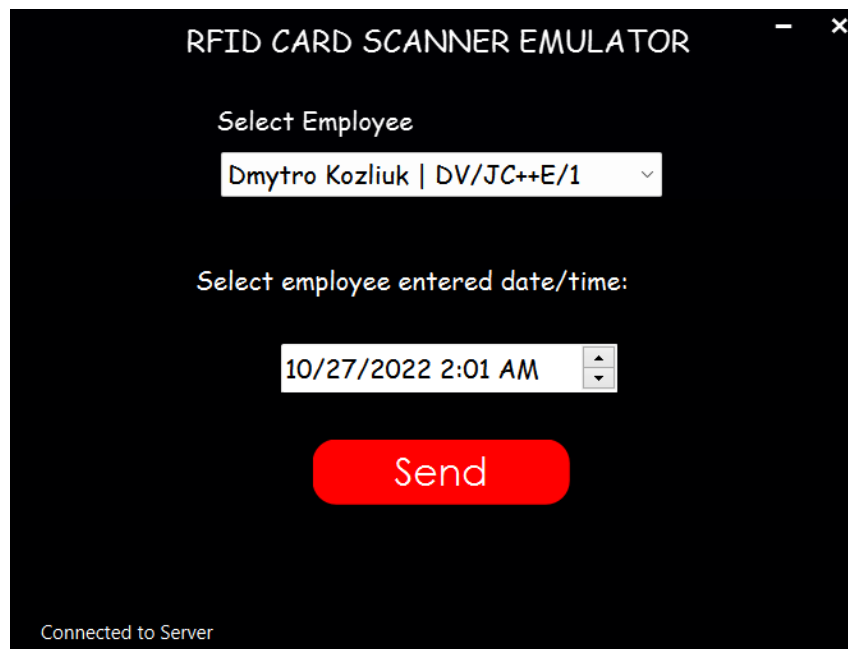 RFID CARD SCANNER EMULATOR
Select Employee
Dmytro Kozliuk | DV/JC++E/1
Select employee entered date/time:
10/27/2022 2:01 AM
Send
Connected to Server